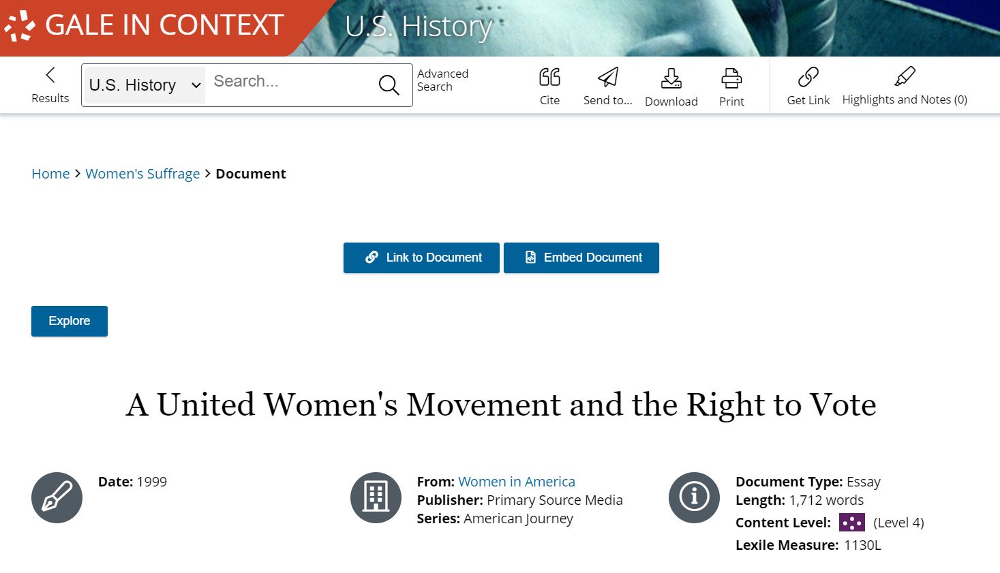 GALE IN CONTEXT U.S. History
Results
U.S. History Search...
Advanced
Search
Cite Send to... Download Print Get Link Highlights and Notes (0)
Home > Women's Suffrage > Document
Link to Document Embed Document
Explore
A United Women's Movement and the Right to Vote
Date: 1999
From: Women in America
Publisher: Primary Source Media
Series: American Journey
Document Type: Essay
Length: 1,712 words
Content Level: (Level 4)
Lexile Measure: 1130L